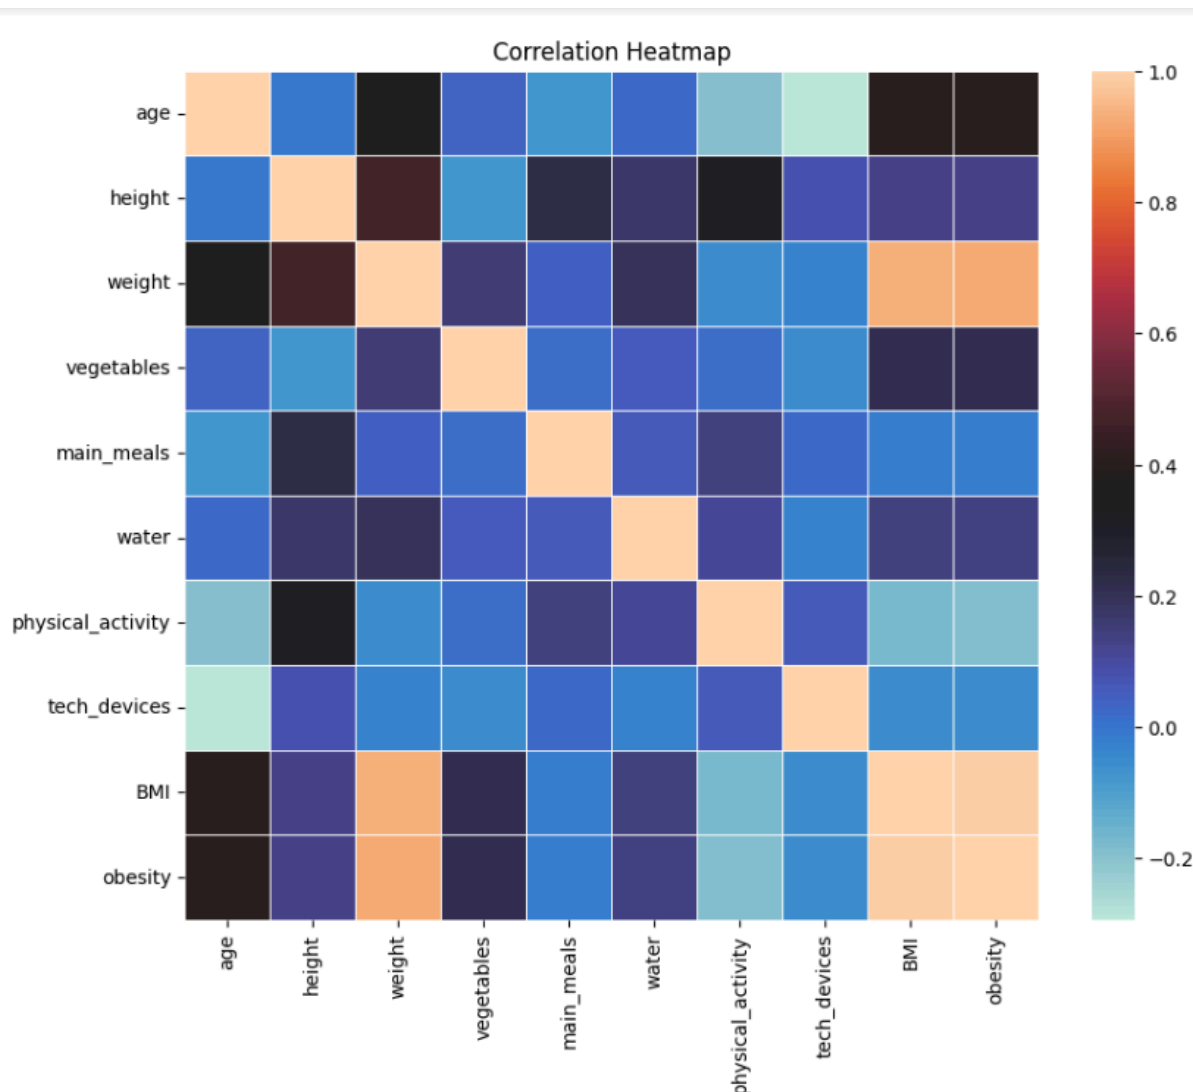 Correlation Heatmap
age
height
weight
vegetables
main_meals
water
physical_activity
tech_devices
BMI
obesity
age
height
weight
vegetables
main_meals
water
physical_activity
tech_devices
BMI
obesity
1.0
0.8
0.6
0.4
0.2
0.0
−0.2